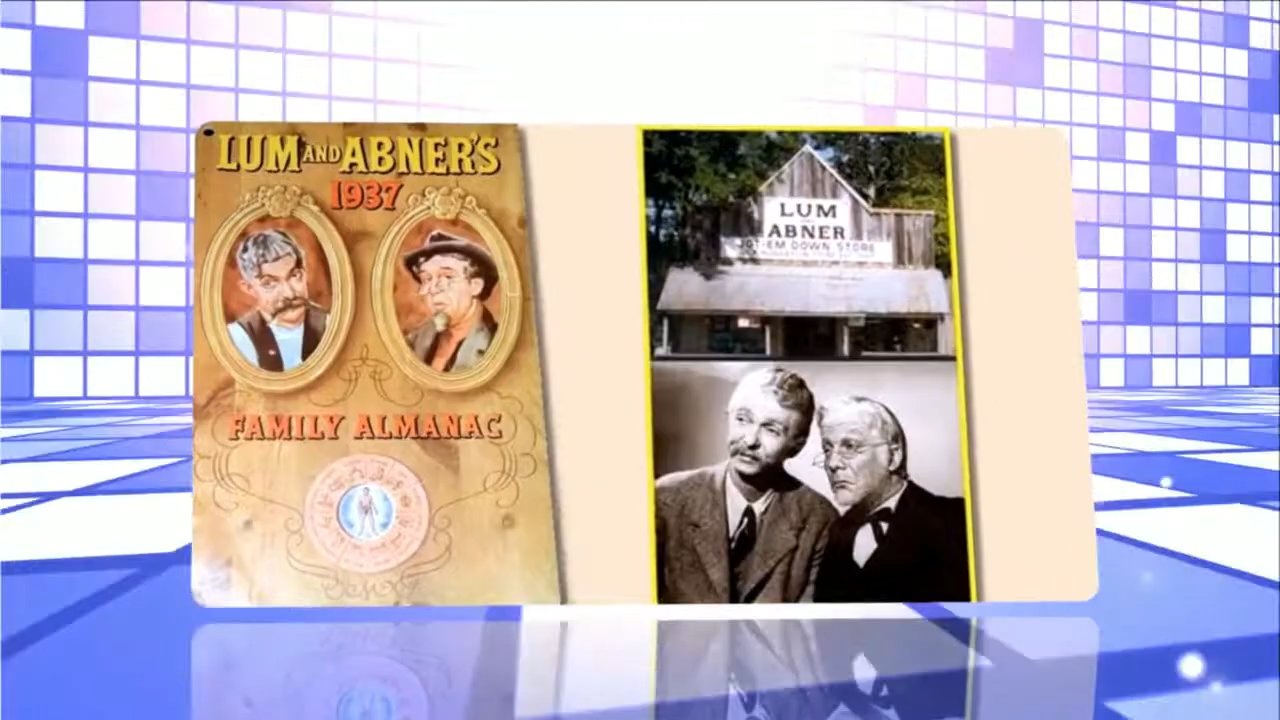 LUM AND ABNER'S
1937
FAMILY ALMANAC
LUM
ABNER
JOT-EM DOWN STORE